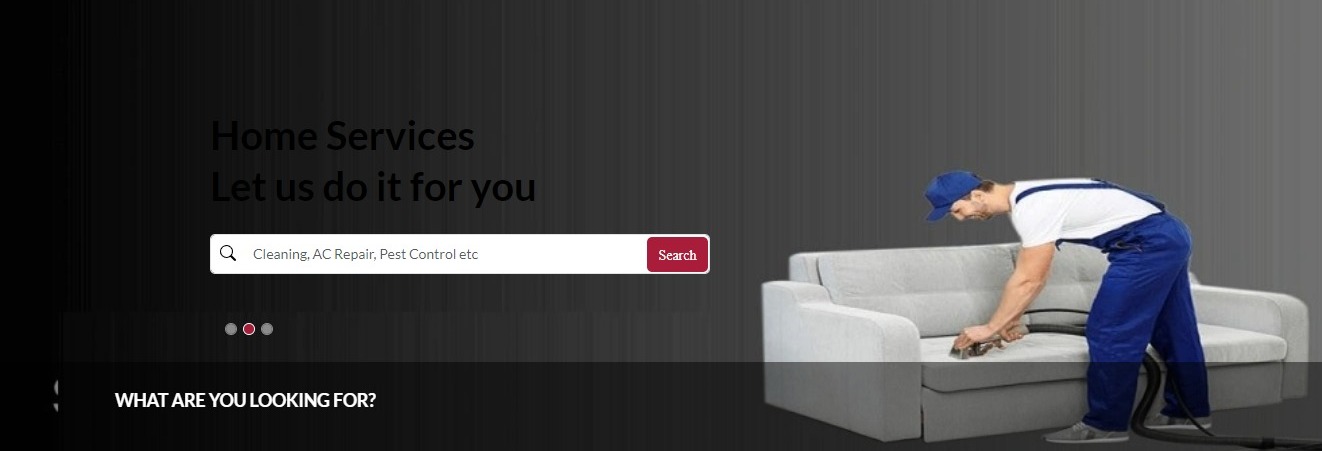 Home Services
Let us do it for you
Cleaning, AC Repair, Pest Control etc
Search
WHAT ARE YOU LOOKING FOR?